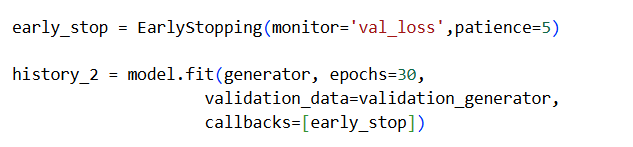 early_stop = EarlyStopping(monitor='val_loss',patience=5)
history_2 = model.fit(generator, epochs=30,
validation_data=validation_generator,
callbacks=[early_stop])